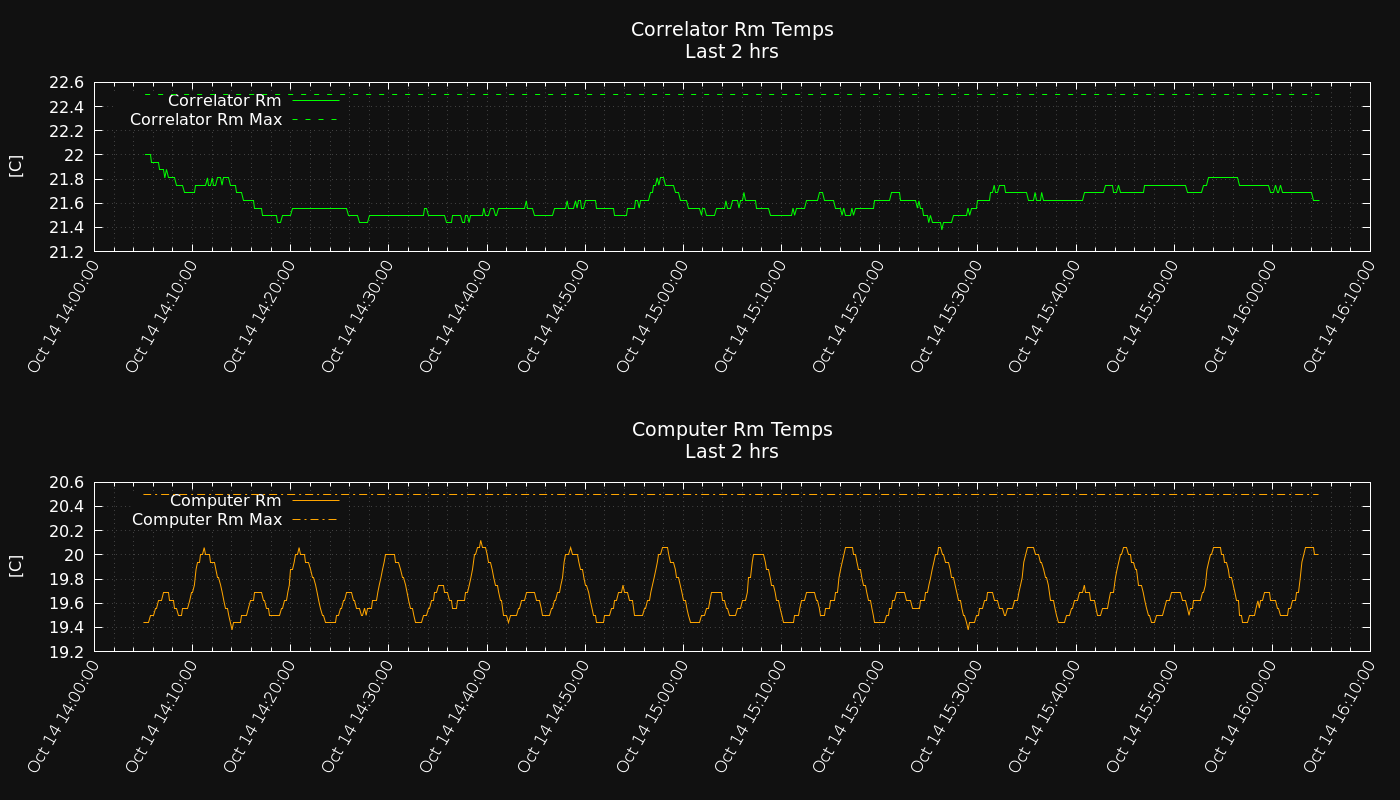 Correlator Rm Temps
Last 2 hrs
22.6
22.4
22.2
22
21.8
21.6
21.4
21.2
[C]
Correlator Rm
Correlator Rm Max
Oct 14 14:00:00
Oct 14 14:10:00
Oct 14 14:20:00
Oct 14 14:30:00
Oct 14 14:40:00
Oct 14 14:50:00
Oct 14 15:00:00
Oct 14 15:10:00
Oct 14 15:20:00
Oct 14 15:30:00
Oct 14 15:40:00
Oct 14 15:50:00
Oct 14 16:00:00
Oct 14 16:10:00
Computer Rm Temps
Last 2 hrs
20.6
20.4
20.2
20
19.8
19.6
19.4
19.2
[C]
Computer Rm
Computer Rm Max
Oct 14 14:00:00
Oct 14 14:10:00
Oct 14 14:20:00
Oct 14 14:30:00
Oct 14 14:40:00
Oct 14 14:50:00
Oct 14 15:00:00
Oct 14 15:10:00
Oct 14 15:20:00
Oct 14 15:30:00
Oct 14 15:40:00
Oct 14 15:50:00
Oct 14 16:00:00
Oct 14 16:10:00